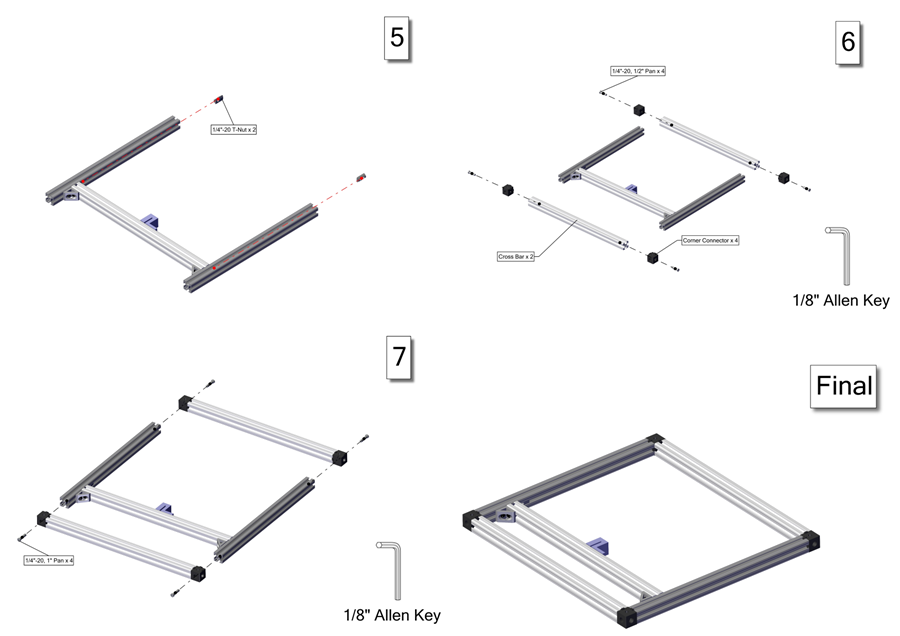 5
1/4"-20 T-Nut x 2
6
1/4"-20, 1/2" Pan x 4
Corner Connector x 4
Cross Bar x 2
1/8" Allen Key
7
1/4"-20, 1" Pan x 4
1/8" Allen Key
Final